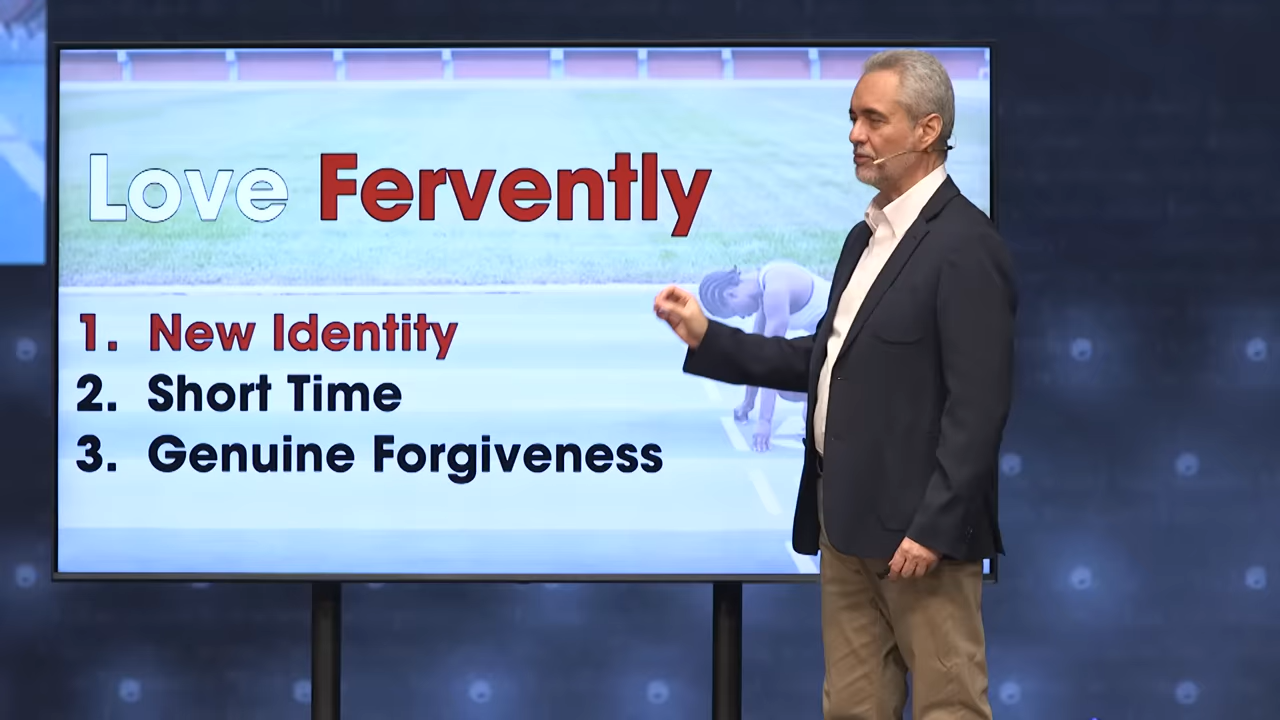 Love Fervently
1. New Identity
2. Short Time
3. Genuine Forgiveness